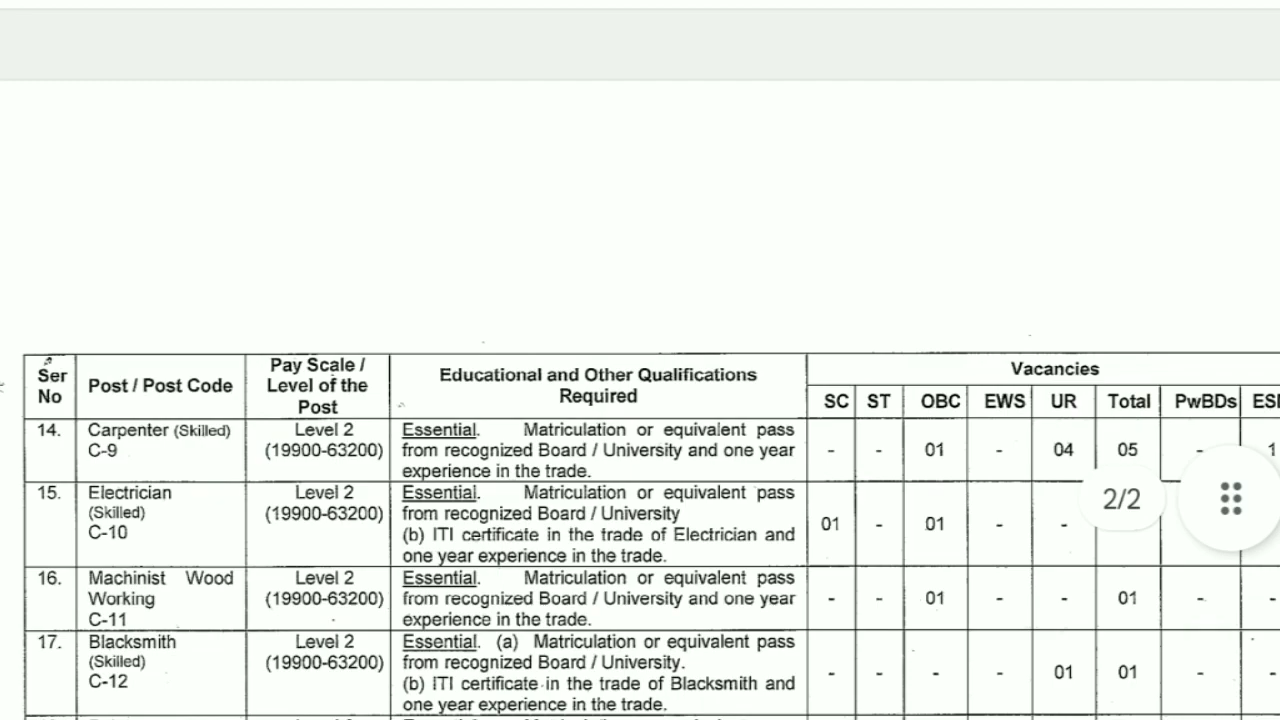 Ser No | Post / Post Code | Pay Scale / Level of the Post | Educational and Other Qualifications Required | Vacancies
SC | ST | OBC | EWS | UR | Total | PwBDs
14. | Carpenter (Skilled) | Level 2 | Essential. Matriculation or equivalent pass
C-9 | (19900-63200) | from recognized Board / University and one year | - | - | 01 | - | 04 | 05 | - | 1
experience in the trade.
15. | Electrician | Level 2 | Essential. Matriculation or equivalent pass
(Skilled) | (19900-63200) | from recognized Board / University | 01 | - | 01 | - | -
C-10 | (b) ITI certificate in the trade of Electrician and
one year experience in the trade.
2/2
16. | Machinist Wood | Level 2 | Essential. Matriculation or equivalent pass
Working | (19900-63200) | from recognized Board / University and one year | - | - | 01 | - | - | 01 | - | -
C-11 | experience in the trade.
17. | Blacksmith | Level 2 | Essential. (a) Matriculation or equivalent pass
(Skilled) | (19900-63200) | from recognized Board / University. | - | - | - | - | 01 | 01 | - | -
C-12 | (b) ITI certificate in the trade of Blacksmith and
one year experience in the trade.